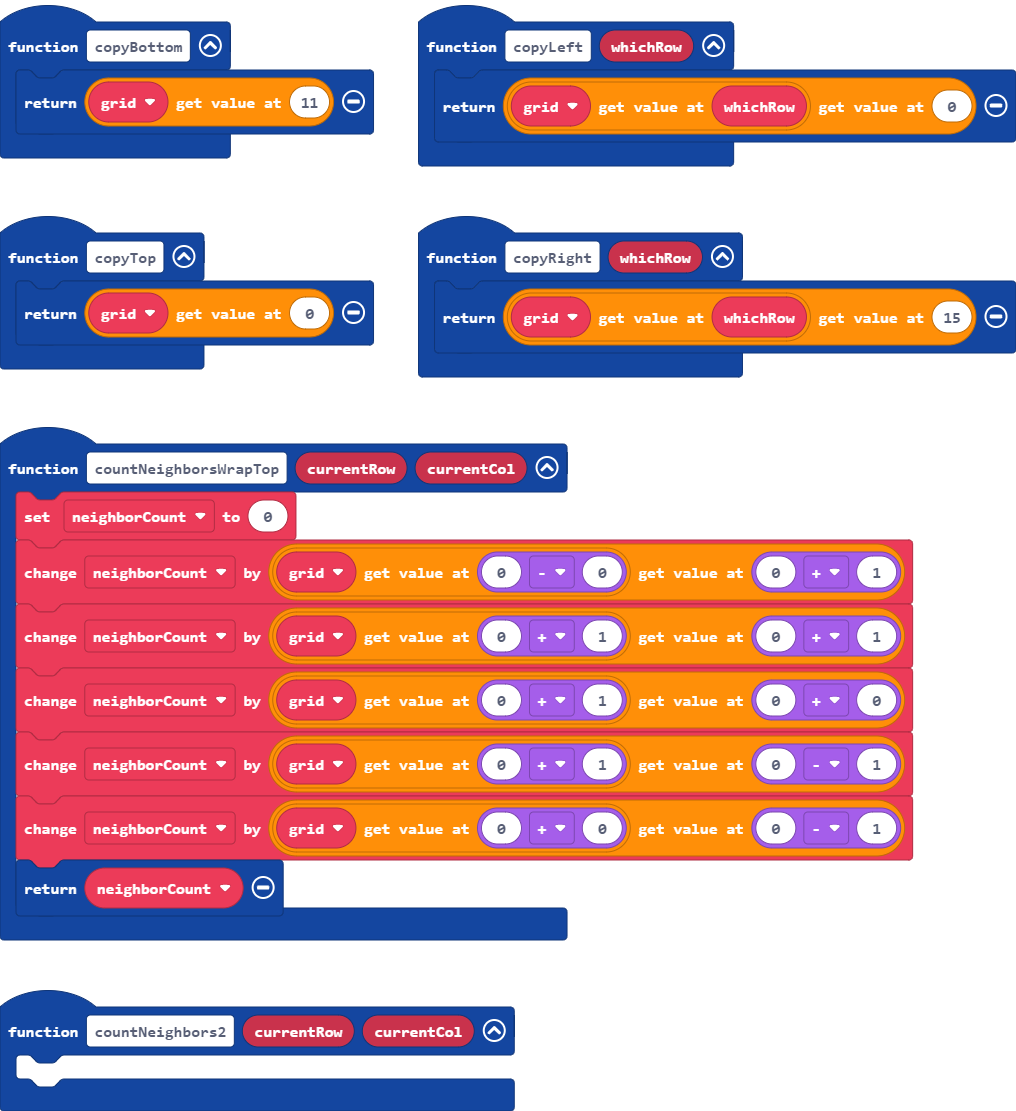 function copyBottom
return grid get value at 11
function copyLeft whichRow
return grid get value at whichRow get value at 0
function copyTop
return grid get value at 0
function copyRight whichRow
return grid get value at whichRow get value at 15
function countNeighborsWrapTop currentRow currentCol
set neighborCount to 0
change neighborCount by grid get value at 0 - 0 get value at 0 + 1
change neighborCount by grid get value at 0 + 1 get value at 0 + 1
change neighborCount by grid get value at 0 + 1 get value at 0 + 0
change neighborCount by grid get value at 0 + 1 get value at 0 - 1
change neighborCount by grid get value at 0 + 0 get value at 0 - 1
return neighborCount
function countNeighbors2 currentRow currentCol